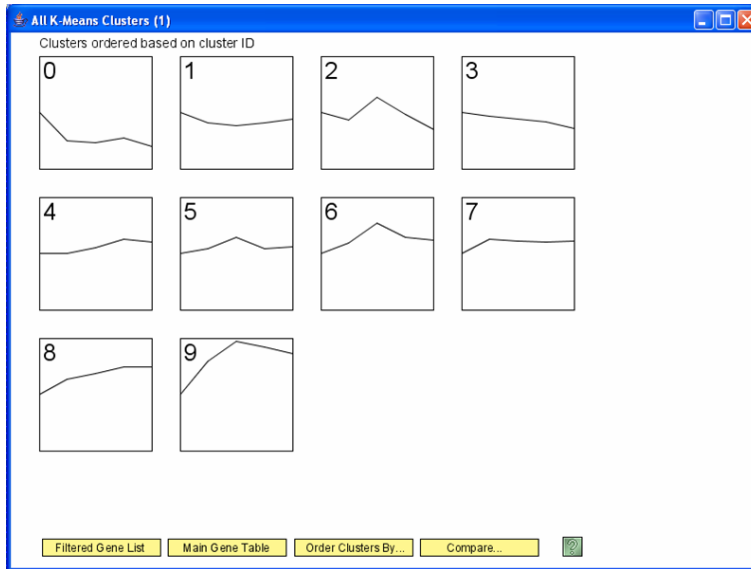 All K-Means Clusters (1)
Clusters ordered based on cluster ID
0 1 2 3
4 5 6 7
8 9
Filtered Gene List Main Gene Table Order Clusters By... Compare... ?